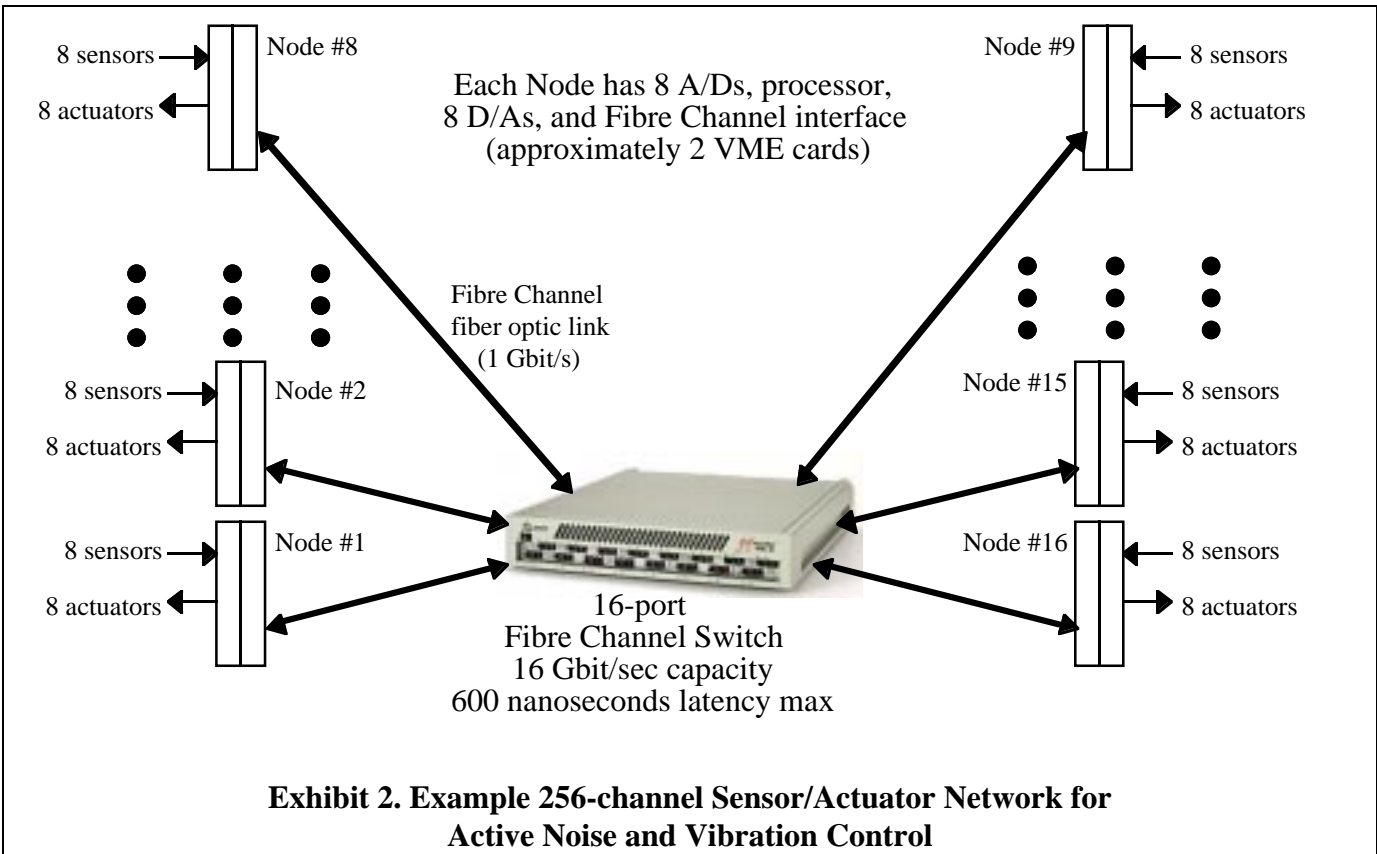 8 sensors
8 actuators
Node #8
Each Node has 8 A/Ds, processor,
8 D/As, and Fibre Channel interface
(approximately 2 VME cards)
Node #9
8 sensors
8 actuators
Fibre Channel
fiber optic link
(1 Gbit/s)
8 sensors
8 actuators
Node #2
Node #15
8 sensors
8 actuators
8 sensors
8 actuators
Node #1
Node #16
8 sensors
8 actuators
16-port
Fibre Channel Switch
16 Gbit/sec capacity
600 nanoseconds latency max
Exhibit 2. Example 256-channel Sensor/Actuator Network for
Active Noise and Vibration Control